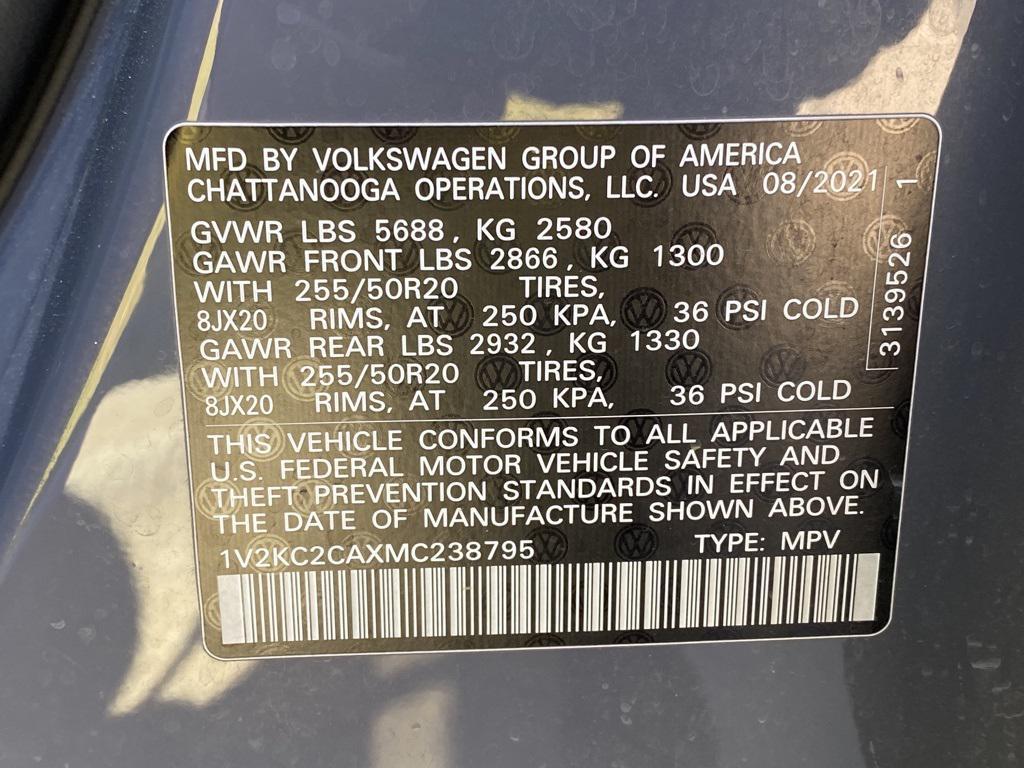 MFD BY VOLKSWAGEN GROUP OF AMERICA
CHATTANOOGA OPERATIONS, LLC. USA 08/2021
GVWR LBS 5688, KG 2580
GAWR FRONT LBS 2866, KG 1300
WITH 255/50R20 TIRES,
8JX20 RIMS, AT 250 KPA, 36 PSI COLD
GAWR REAR LBS 2932, KG 1330
WITH 255/50R20 TIRES,
8JX20 RIMS, AT 250 KPA, 36 PSI COLD
3139526 1
THIS VEHICLE CONFORMS TO ALL APPLICABLE
U.S. FEDERAL MOTOR VEHICLE SAFETY AND
THEFT PREVENTION STANDARDS IN EFFECT ON
THE DATE OF MANUFACTURE SHOWN ABOVE.
1V2KC2CAXMC238795 TYPE: MPV